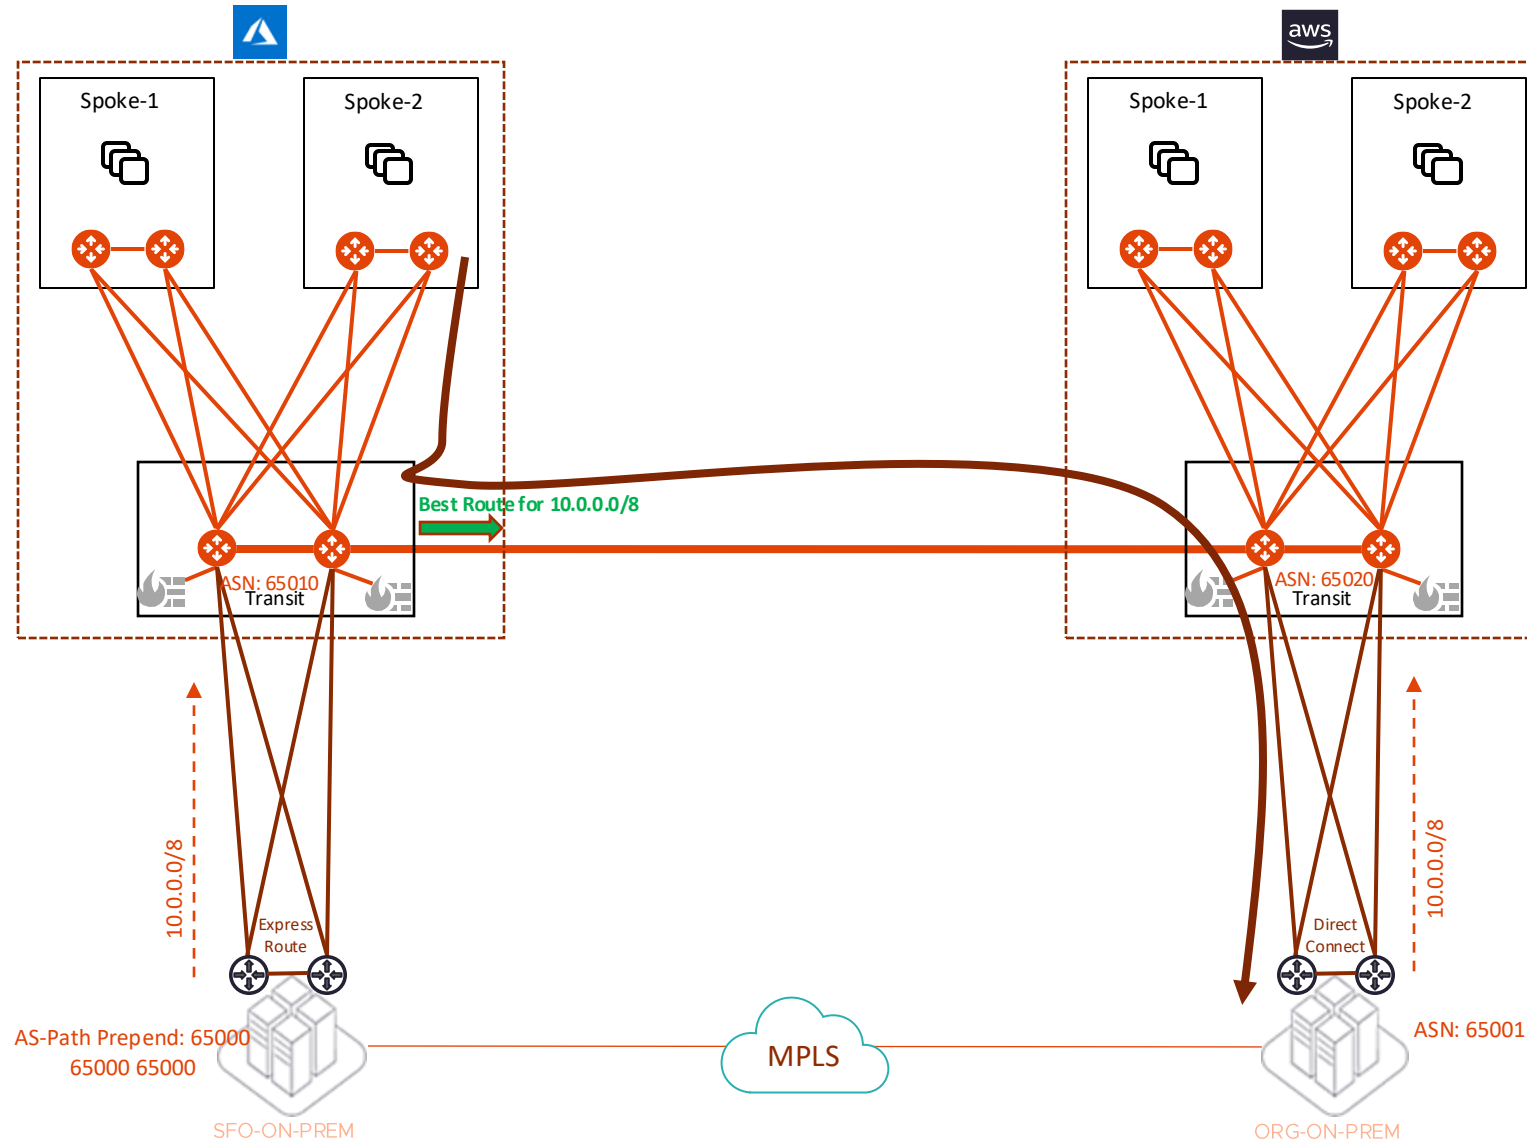 aws
Spoke-1
Spoke-2
Spoke-1
Spoke-2
Best Route for 10.0.0.0/8
ASN: 65010
Transit
ASN: 65020
Transit
10.0.0.0/8
10.0.0.0/8
Express
Route
Direct
Connect
AS-Path Prepend: 65000
65000 65000
MPLS
ASN: 65001
SFO-ON-PREM
ORG-ON-PREM